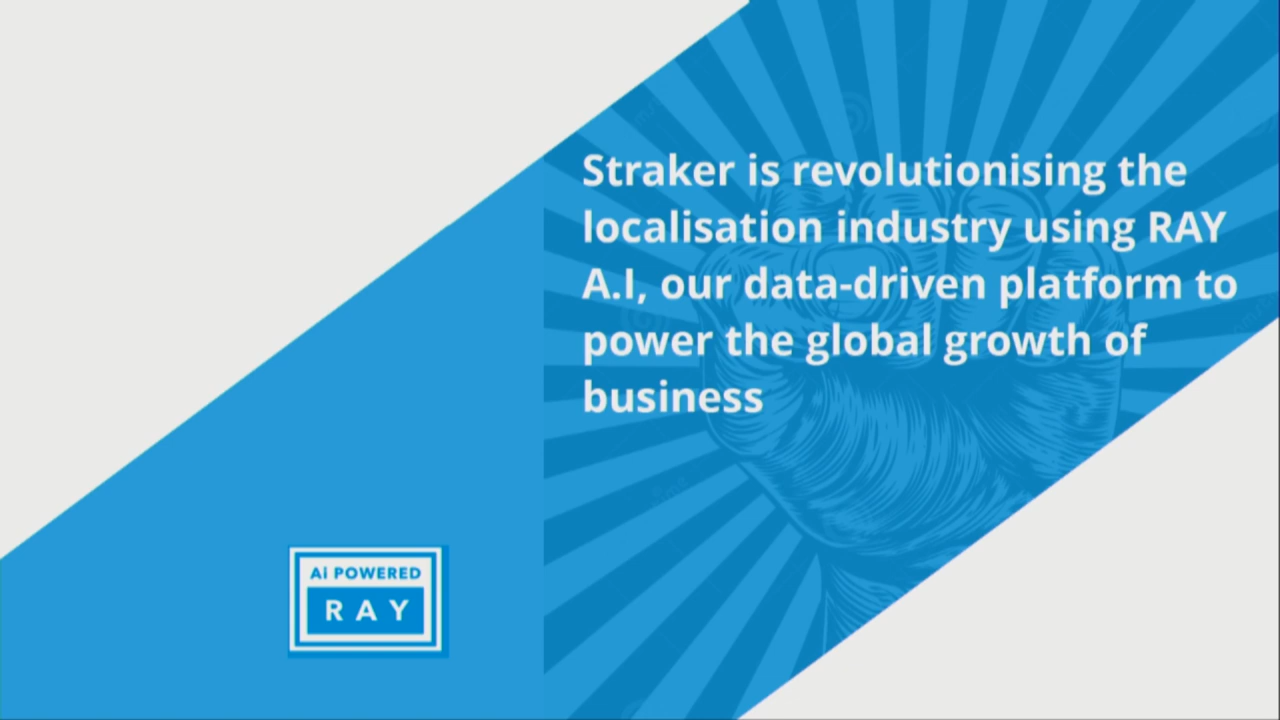 Straker is revolutionising the
localisation industry using RAY
A.I, our data-driven platform to
power the global growth of
business
Ai POWERED
RAY